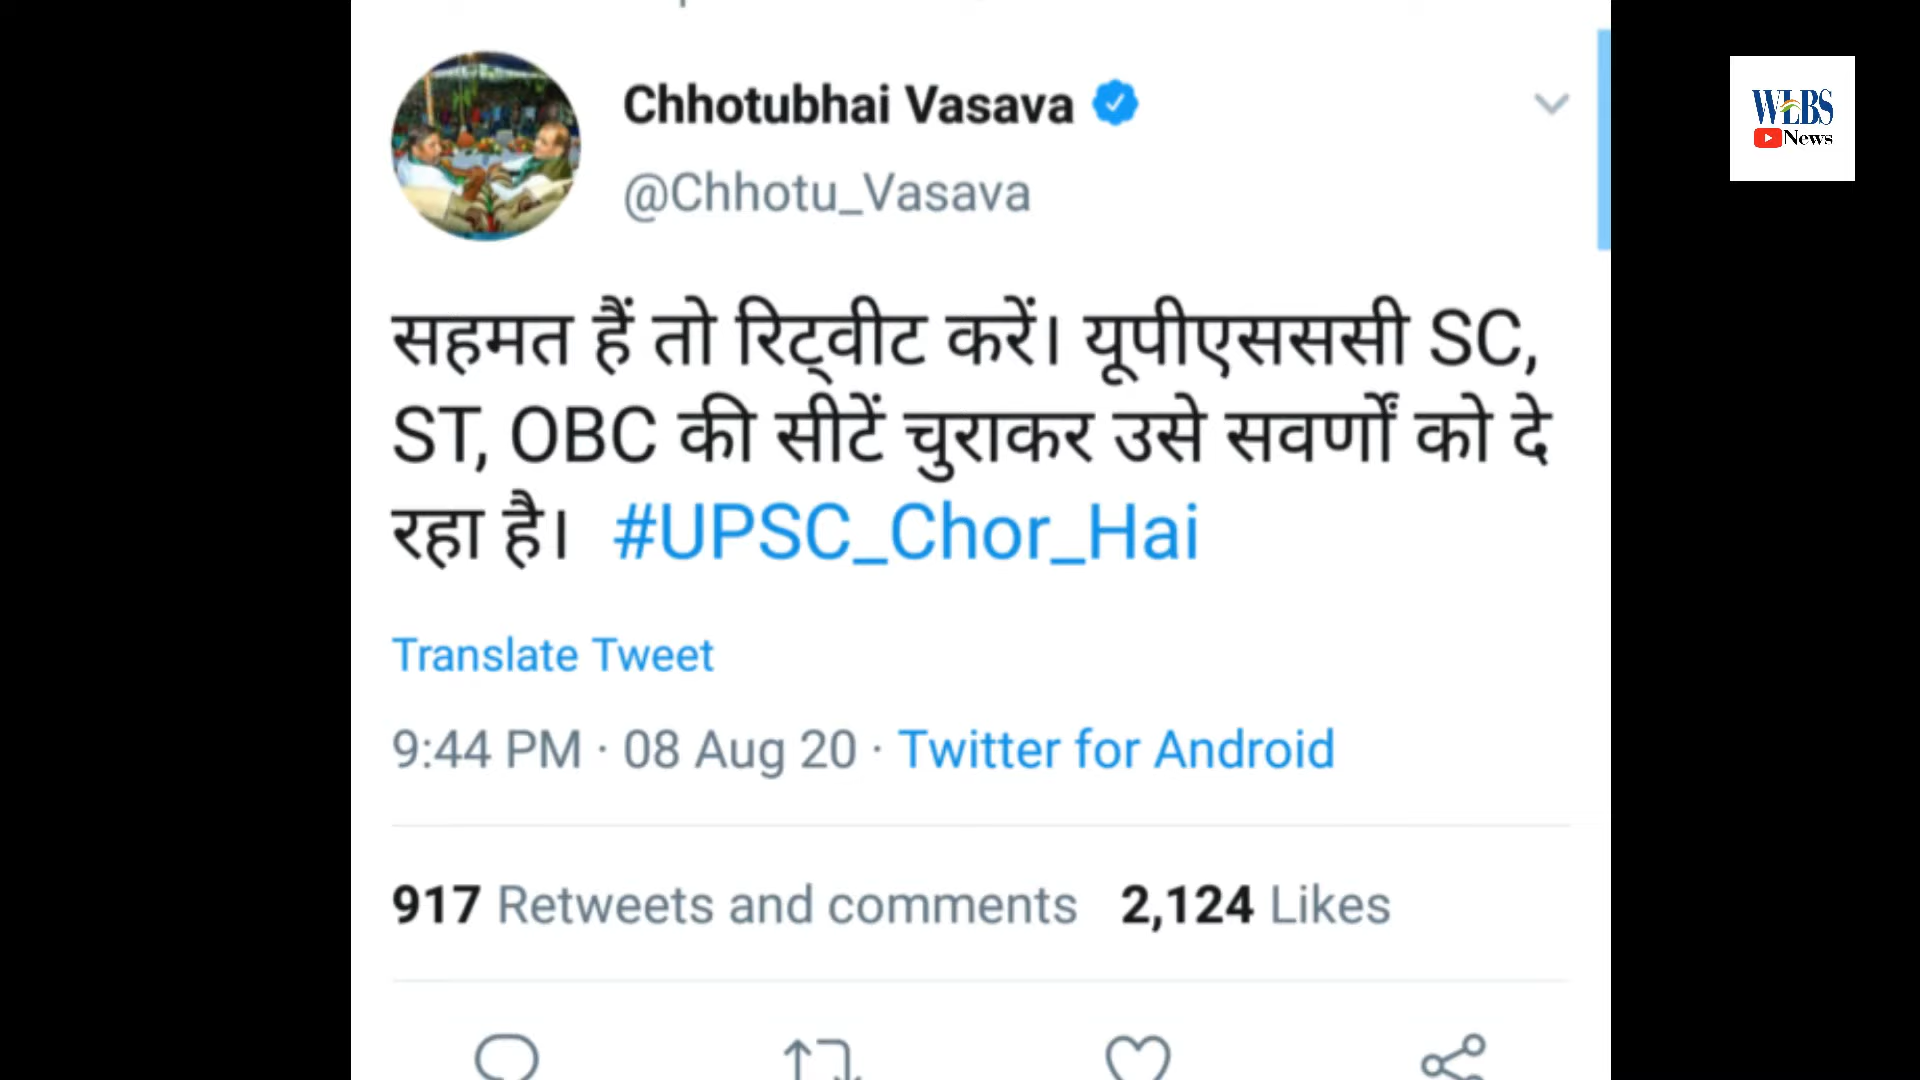 Chhotubhai Vasava
@Chhotu_Vasava
WLBS
News
सहमत हैं तो रिट्वीट करें। यूपीएसससी SC,
ST, OBC की सीटें चुराकर उसे सवर्णों को दे
रहा है। #UPSC_Chor_Hai
Translate Tweet
9:44 PM · 08 Aug 20 · Twitter for Android
917 Retweets and comments 2,124 Likes